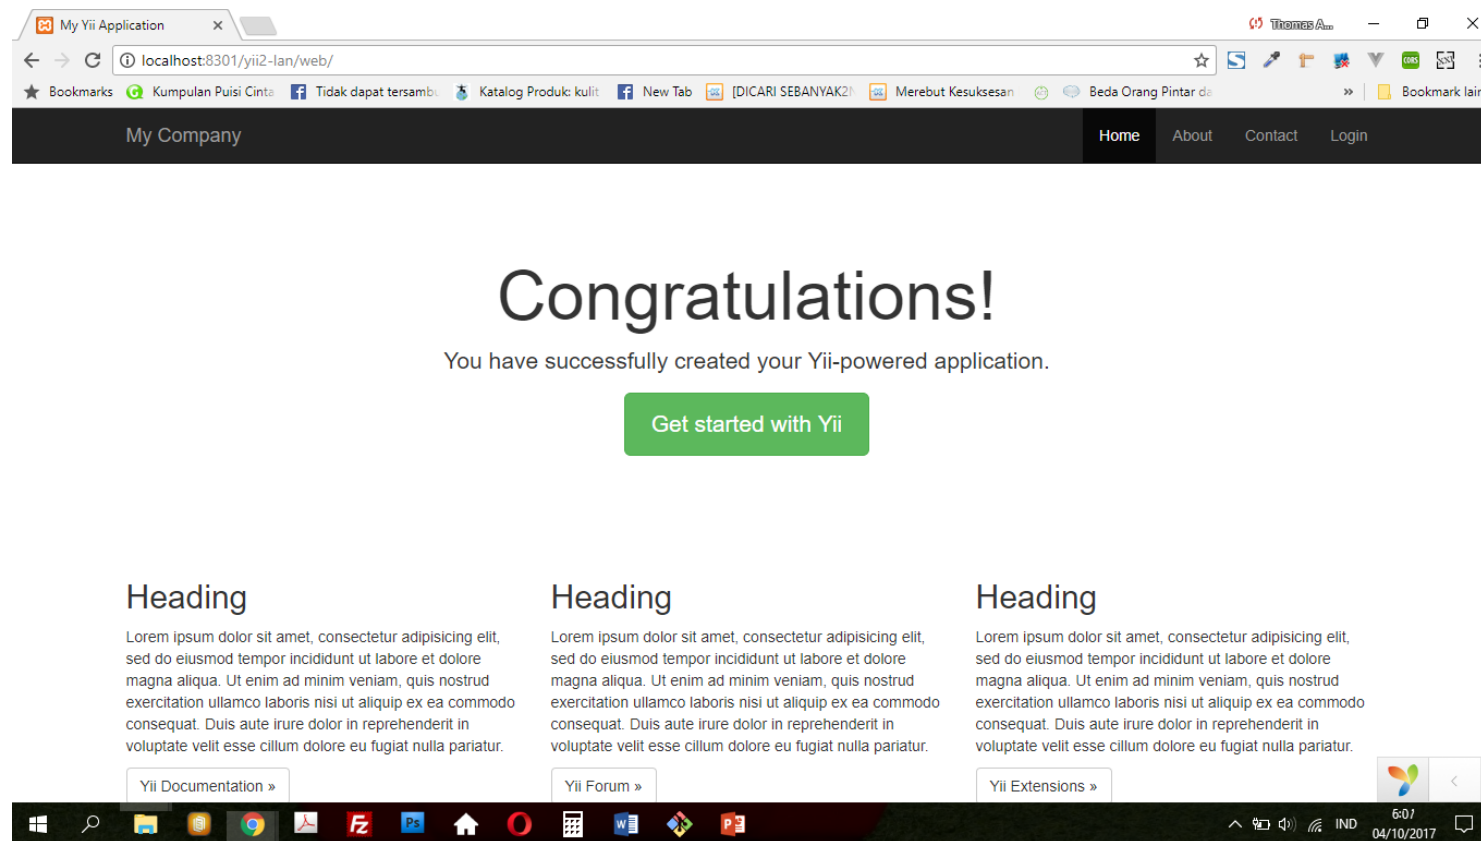 My Yii Application
Thomas A...
localhost:8301/yii2-lan/web/
CORS
Bookmarks Kumpulan Puisi Cinta Tidak dapat tersambu Katalog Produk: kulit New Tab [DICARI SEBANYAK2N Merebut Kesuksesan Beda Orang Pintar da » Bookmark lain
My Company Home About Contact Login
Congratulations!
You have successfully created your Yii-powered application.
Get started with Yii
Heading
Lorem ipsum dolor sit amet, consectetur adipisicing elit,
sed do eiusmod tempor incididunt ut labore et dolore
magna aliqua. Ut enim ad minim veniam, quis nostrud
exercitation ullamco laboris nisi ut aliquip ex ea commodo
consequat. Duis aute irure dolor in reprehenderit in
voluptate velit esse cillum dolore eu fugiat nulla pariatur.
Yii Documentation »
Heading
Lorem ipsum dolor sit amet, consectetur adipisicing elit,
sed do eiusmod tempor incididunt ut labore et dolore
magna aliqua. Ut enim ad minim veniam, quis nostrud
exercitation ullamco laboris nisi ut aliquip ex ea commodo
consequat. Duis aute irure dolor in reprehenderit in
voluptate velit esse cillum dolore eu fugiat nulla pariatur.
Yii Forum »
Heading
Lorem ipsum dolor sit amet, consectetur adipisicing elit,
sed do eiusmod tempor incididunt ut labore et dolore
magna aliqua. Ut enim ad minim veniam, quis nostrud
exercitation ullamco laboris nisi ut aliquip ex ea commodo
consequat. Duis aute irure dolor in reprehenderit in
voluptate velit esse cillum dolore eu fugiat nulla pariatur.
Yii Extensions »
Fz Ps IND
04/10/2017